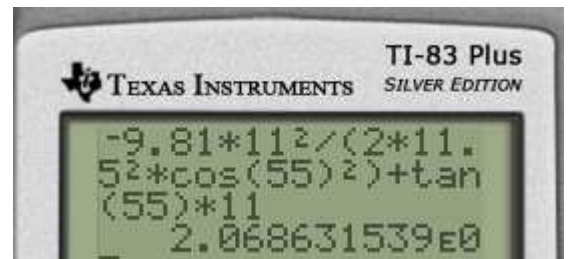 TI-83 Plus
TEXAS INSTRUMENTS SILVER EDITION
⁻9.81*11²/(2*11.
5²*cos(55)²)+tan
(55)*11
2.068631539ᴇ0